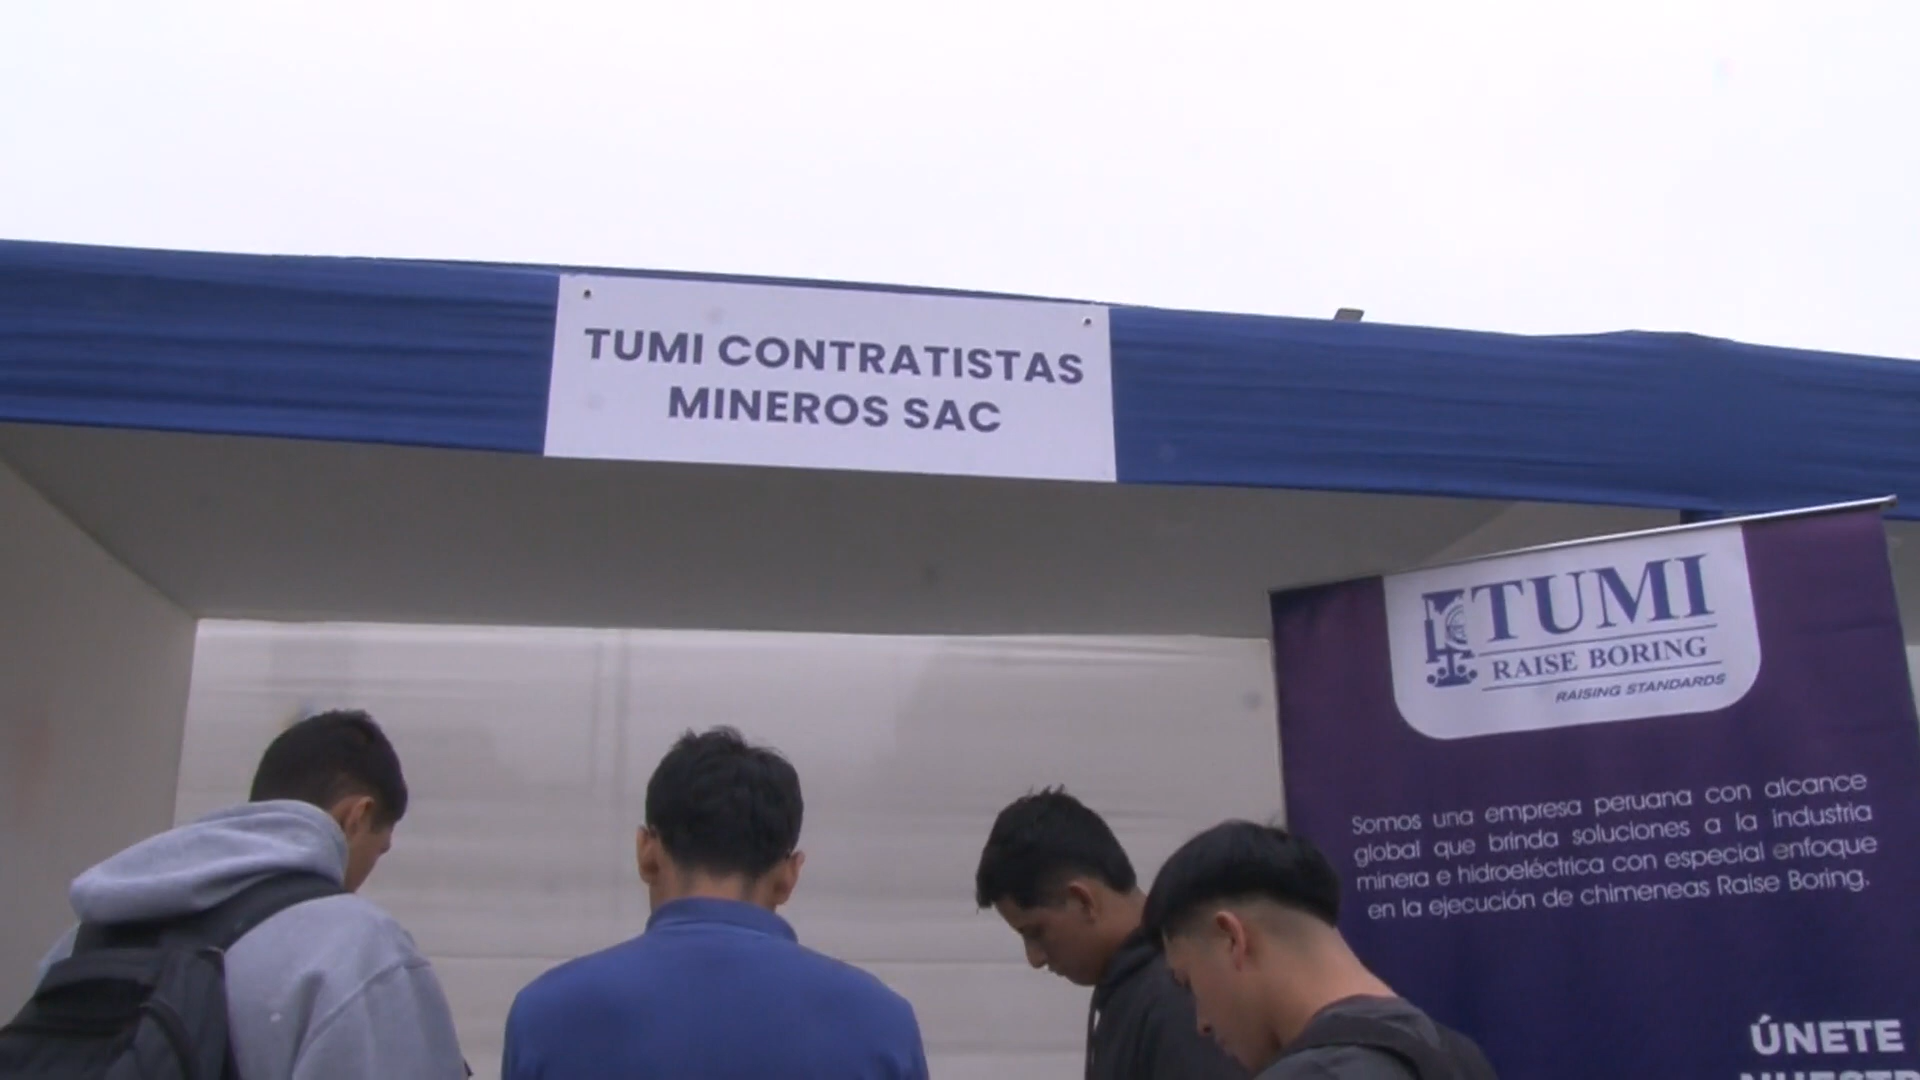 TUMI CONTRATISTAS
MINEROS SAC
TUMI
RAISE BORING
RAISING STANDARDS
Somos una empresa peruana con alcance
global que brinda soluciones a la industria
minera e hidroeléctrica con especial enfoque
en la ejecución de chimeneas Raise Boring.
ÚNETE